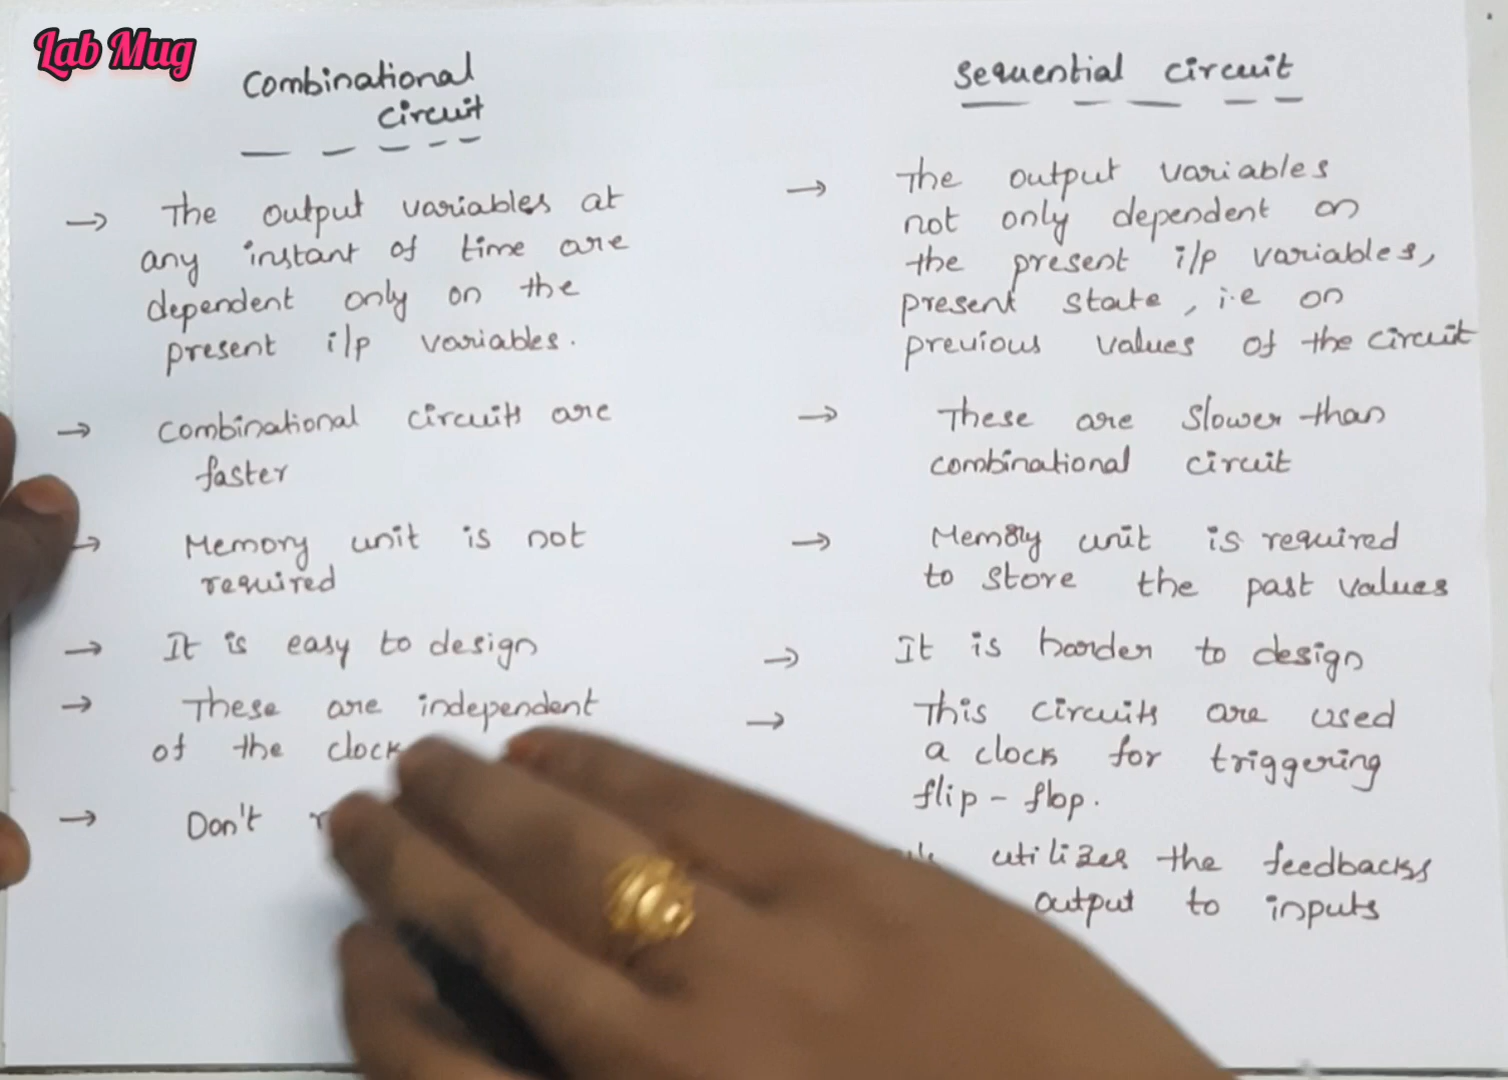 Lab Mug
Combinational
circuit
→ The output variables at
any instant of time are
dependent only on the
present i/p variables.
→ Combinational circuits are
faster
→ Memory unit is not
required
→ It is easy to design
→ These are independent
of the clock
→ Don't
Sequential circuit
→ The output variables
not only dependent on
the present i/p variables,
present state, i.e on
previous values of the circuit
→ These are slower than
combinational circuit
→ Memory unit is required
to store the past values
→ It is harder to design
→ This circuits are used
a clock for triggering
flip-flop.
utilizes the feedbacks
output to inputs